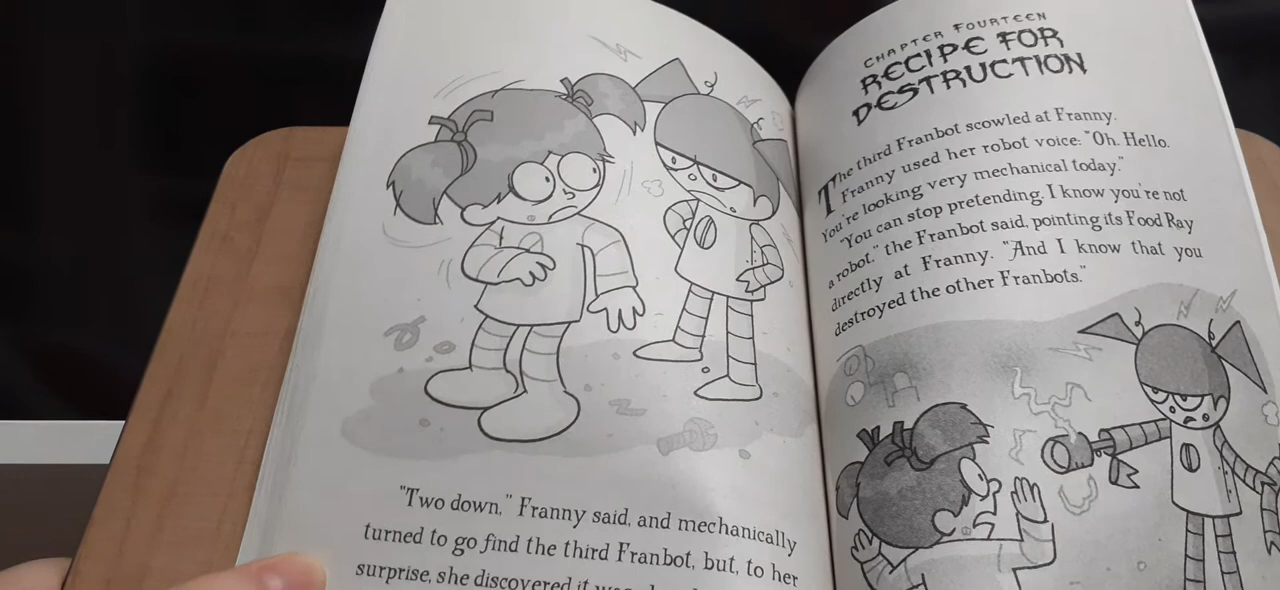 "Two down," Franny said, and mechanically
turned to go find the third Franbot, but, to her
surprise, she discovered it
CHAPTER FOURTEEN
RECIPE FOR
DESTRUCTION
The third Franbot scowled at Franny.
Franny used her robot voice: "Oh. Hello.
You're looking very mechanical today."
"You can stop pretending. I know you're not
a robot," the Franbot said, pointing its Food Ray
directly at Franny. "And I know that you
destroyed the other Franbots."